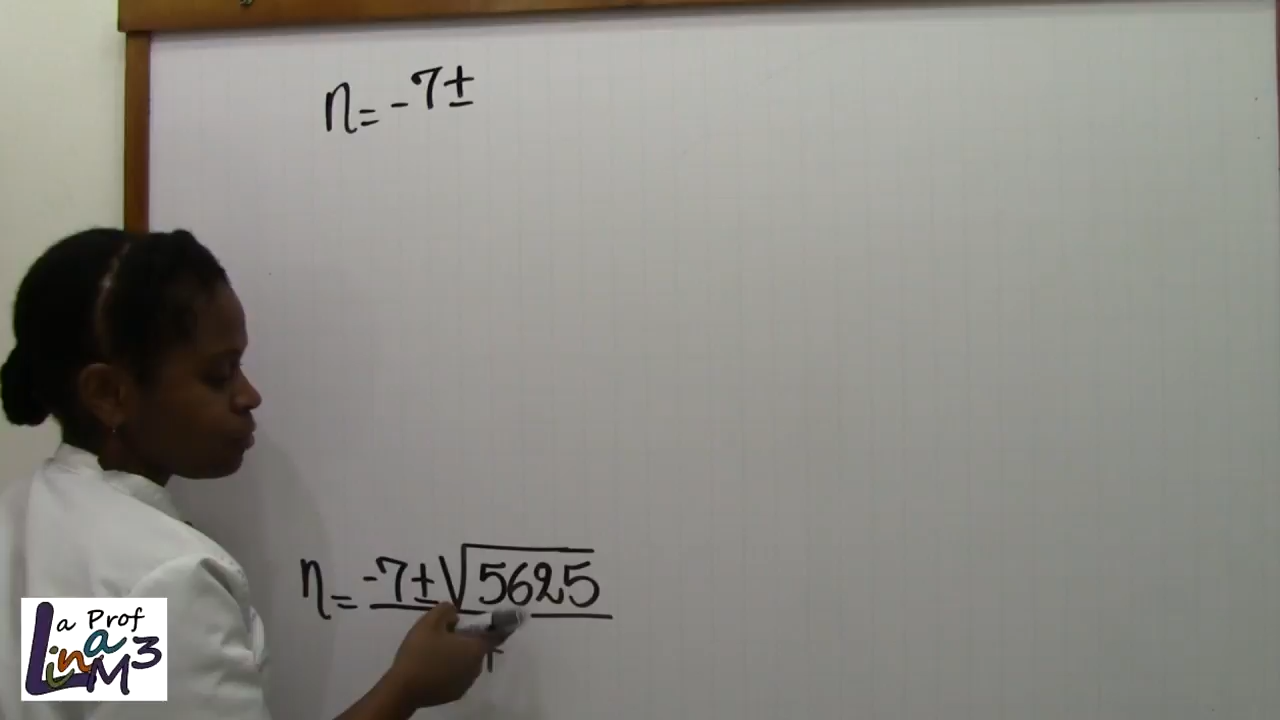 n = -7 ±
n = -7 ± √5625
La Prof
Lina M3